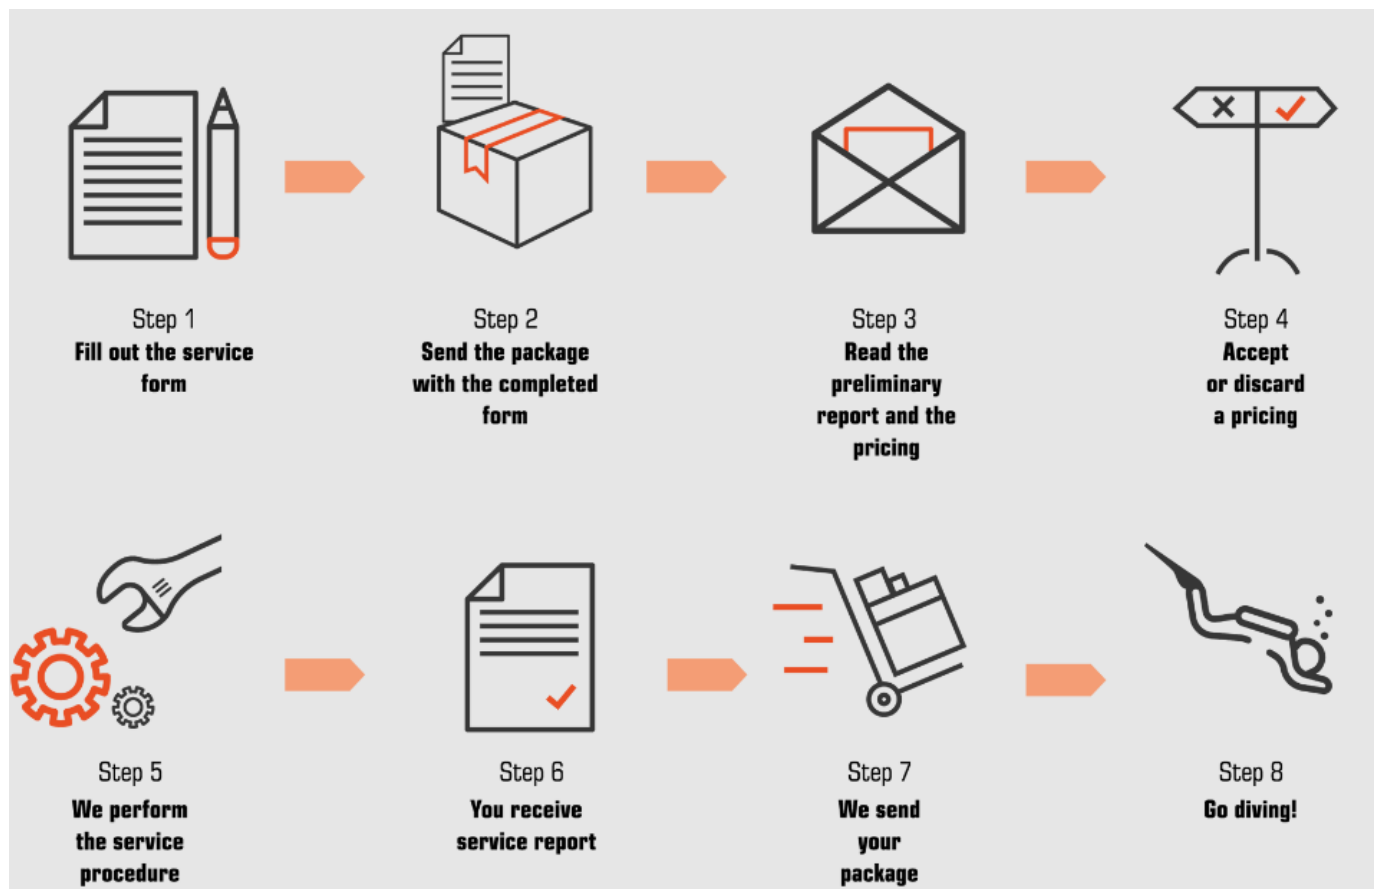 Step 1
Fill out the service
form
Step 2
Send the package
with the completed
form
Step 3
Read the
preliminary
report and the
pricing
Step 4
Accept
or discard
a pricing
Step 5
We perform
the service
procedure
Step 6
You receive
service report
Step 7
We send
your
package
Step 8
Go diving!